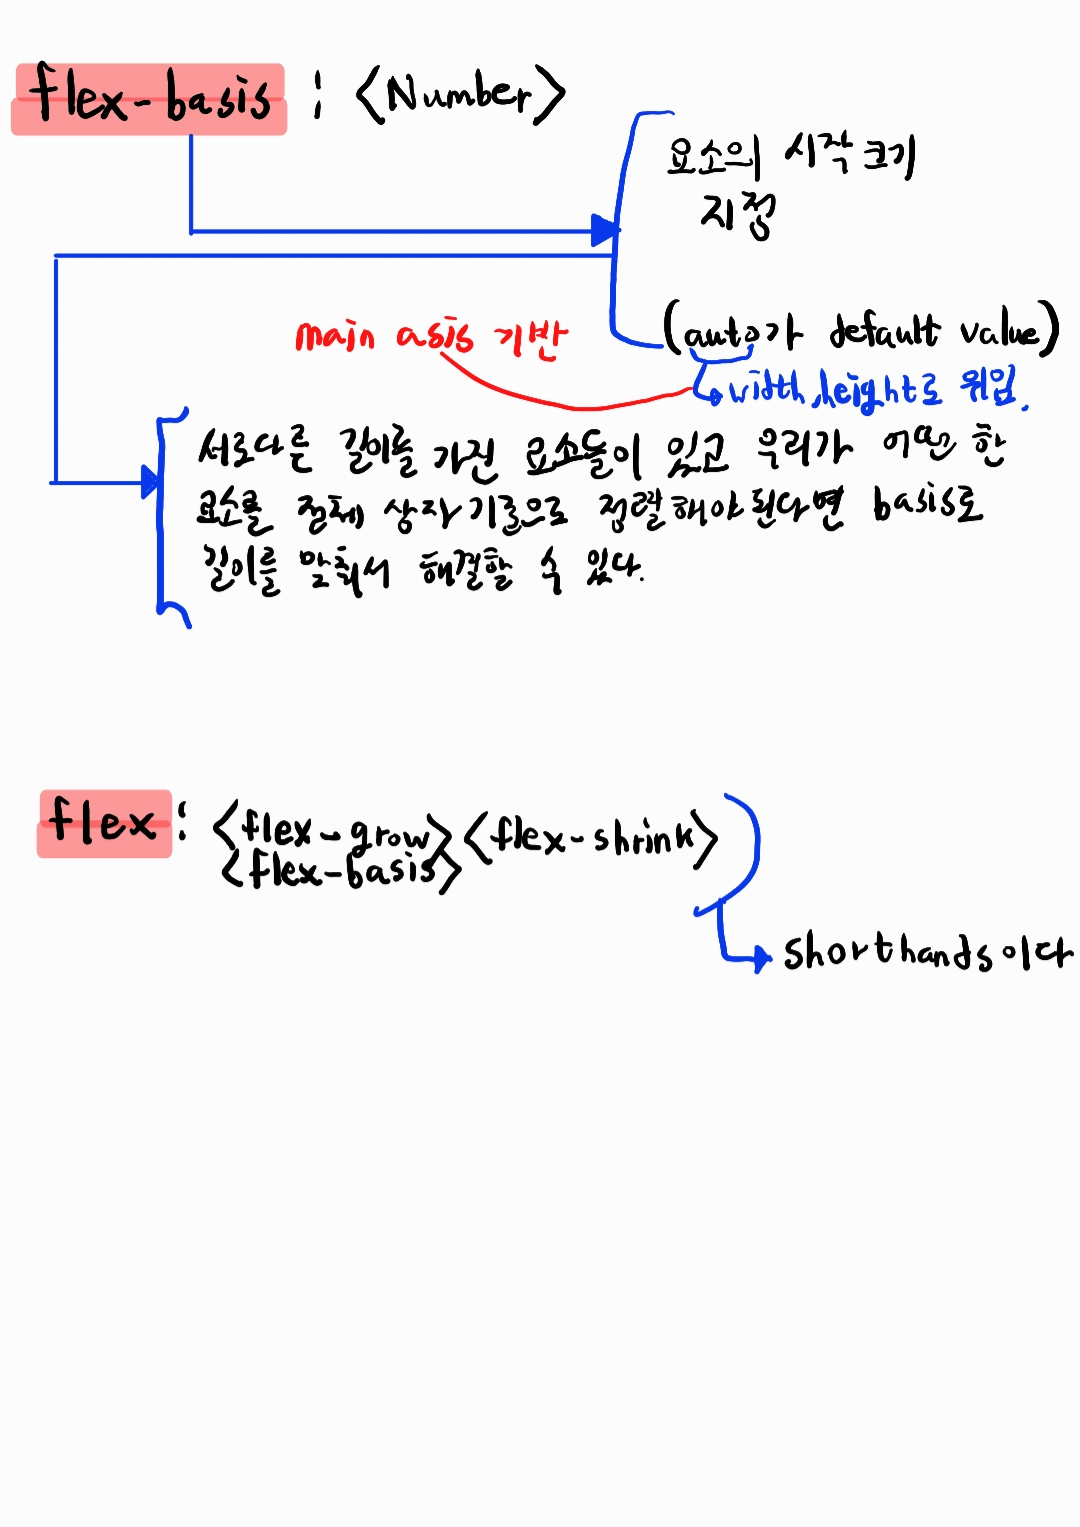 flex-basis : <Number>
요소의 시작 크기
지정
(auto가 default value)
main asis 기반
width, height로 위임.
서로다른 길이를 가진 요소들이 있고 우리가 어떤 한
요소를 전체 상자 기준으로 정렬해야 된다면 basis로
길이를 맞춰서 해결할 수 있다.
flex : <flex-grow> <flex-shrink>
<flex-basis>
shorthands이다